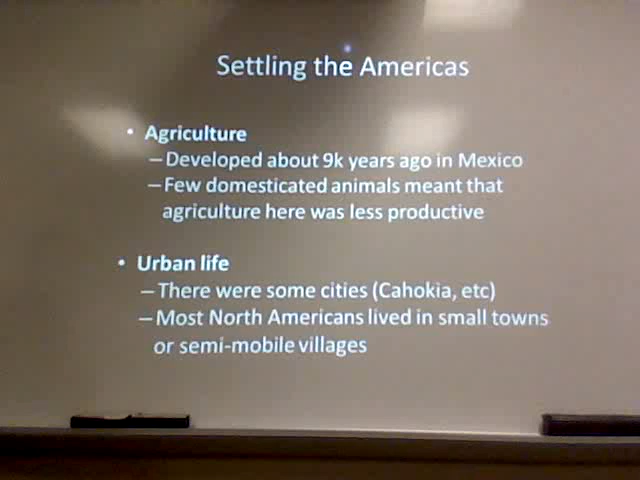 Settling the Americas
• Agriculture
– Developed about 9k years ago in Mexico
– Few domesticated animals meant that
agriculture here was less productive
• Urban life
– There were some cities (Cahokia, etc)
– Most North Americans lived in small towns
or semi-mobile villages